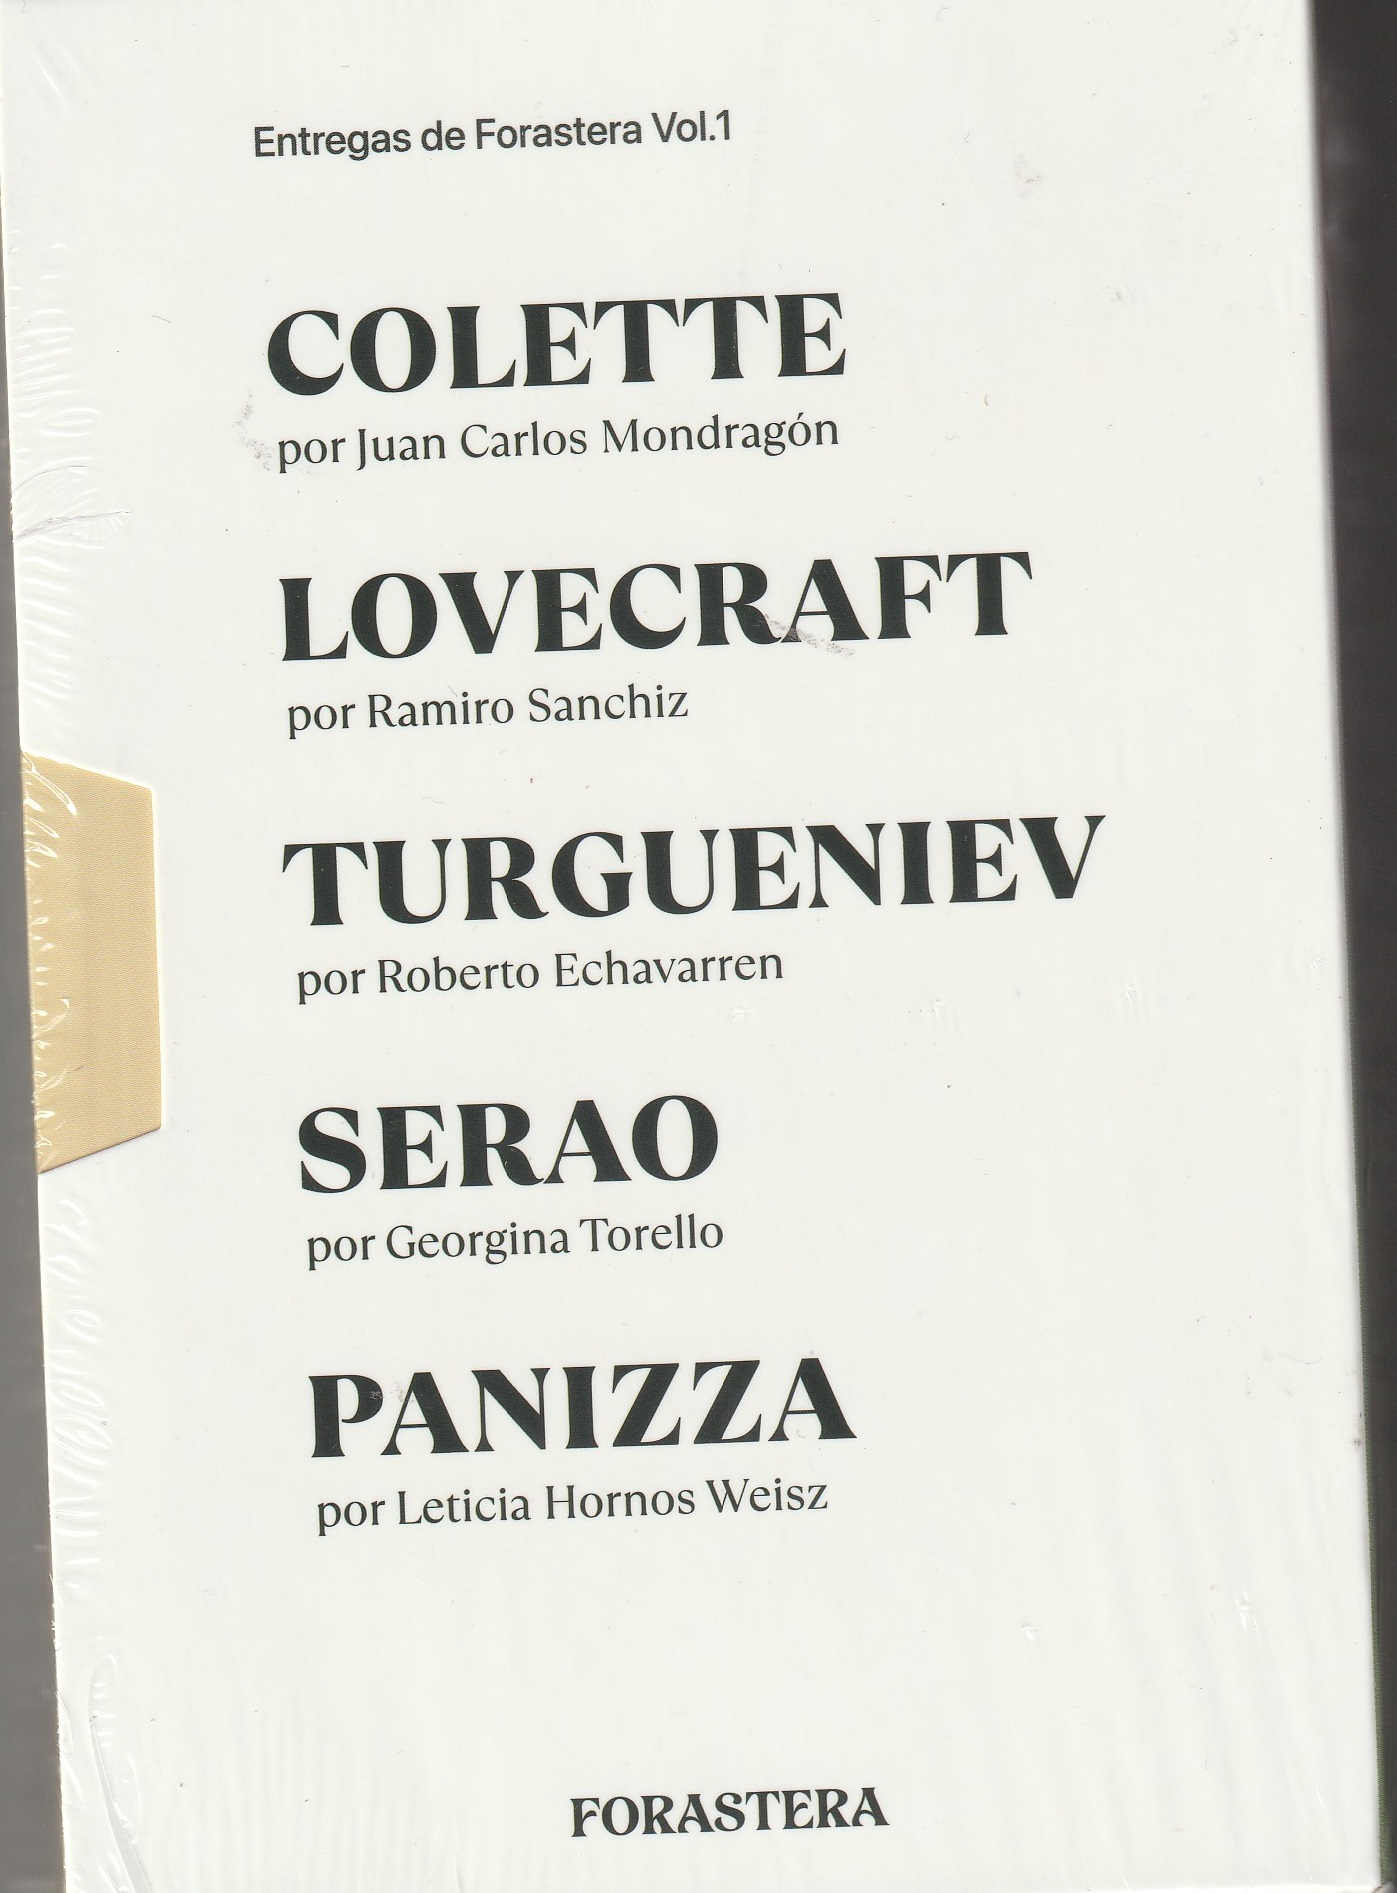 Entregas de Forastera Vol.1
COLETTE
por Juan Carlos Mondragón
LOVECRAFT
por Ramiro Sanchiz
TURGUENIEV
por Roberto Echavarren
SERAO
por Georgina Torello
PANIZZA
por Leticia Hornos Weisz
FORASTERA